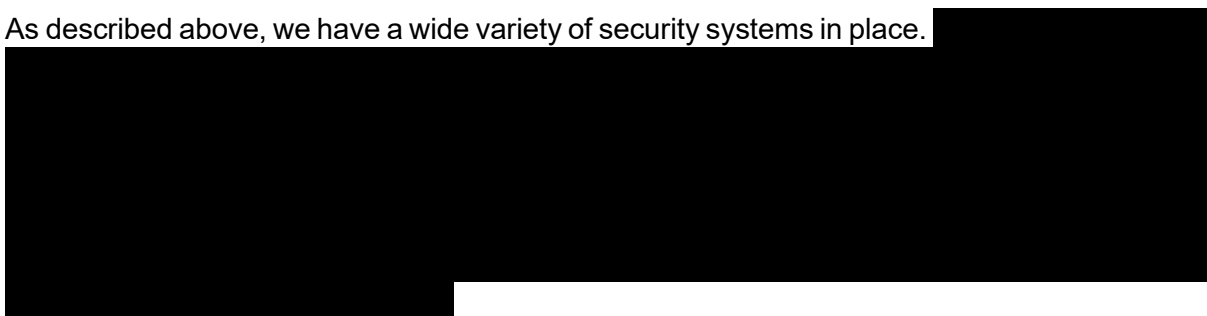 As described above, we have a wide variety of security systems in place.